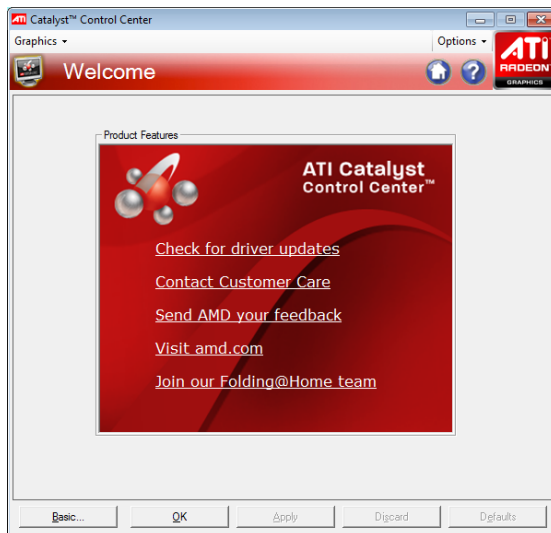 ATI Catalyst™ Control Center
Graphics Options
ATI
RADEON
GRAPHICS
Welcome
Product Features
ATI Catalyst
Control Center™
Check for driver updates
Contact Customer Care
Send AMD your feedback
Visit amd.com
Join our Folding@Home team
Basic... OK Apply Discard Defaults